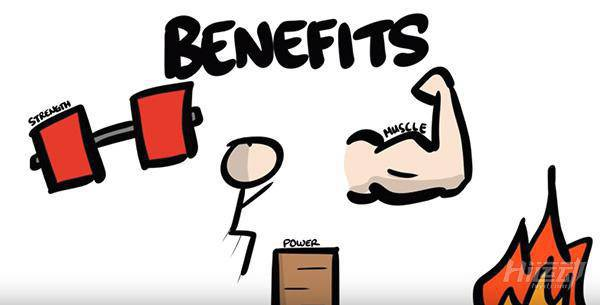 BENEFITS
STRENGTH
MUSCLE
POWER